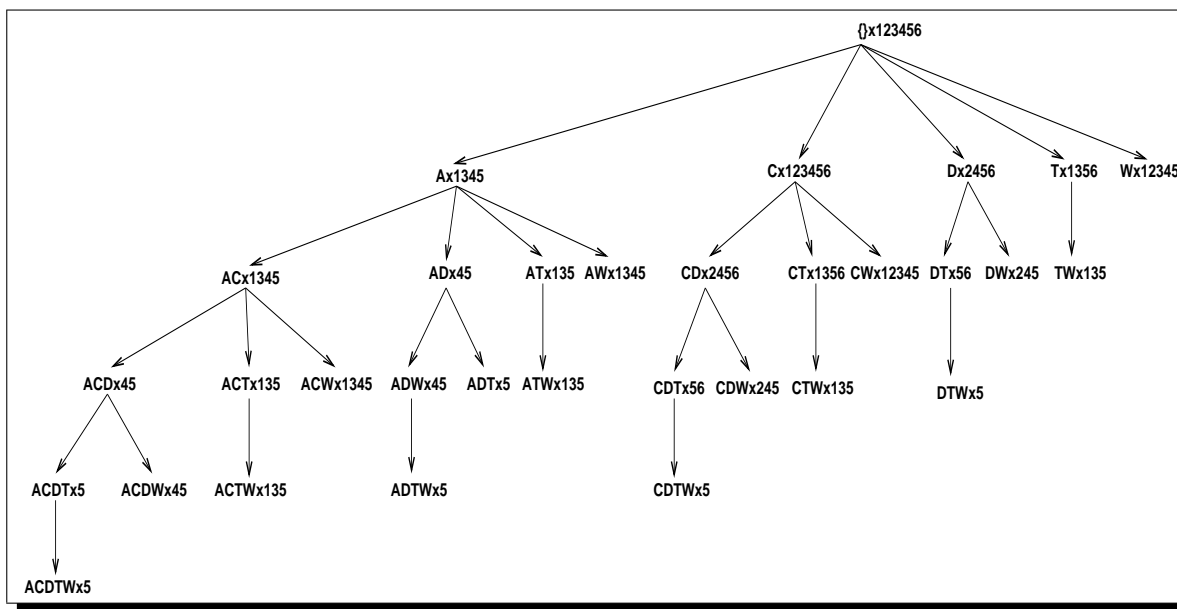 {}x123456
Ax1345
Cx123456
Dx2456
Tx1356
Wx12345
ACx1345
ADx45
ATx135
AWx1345
CDx2456
CTx1356
CWx12345
DTx56
DWx245
TWx135
ACDx45
ACTx135
ACWx1345
ADWx45
ADTx5
ATWx135
CDTx56
CDWx245
CTWx135
DTWx5
ACDTx5
ACDWx45
ACTWx135
ADTWx5
CDTWx5
ACDTWx5